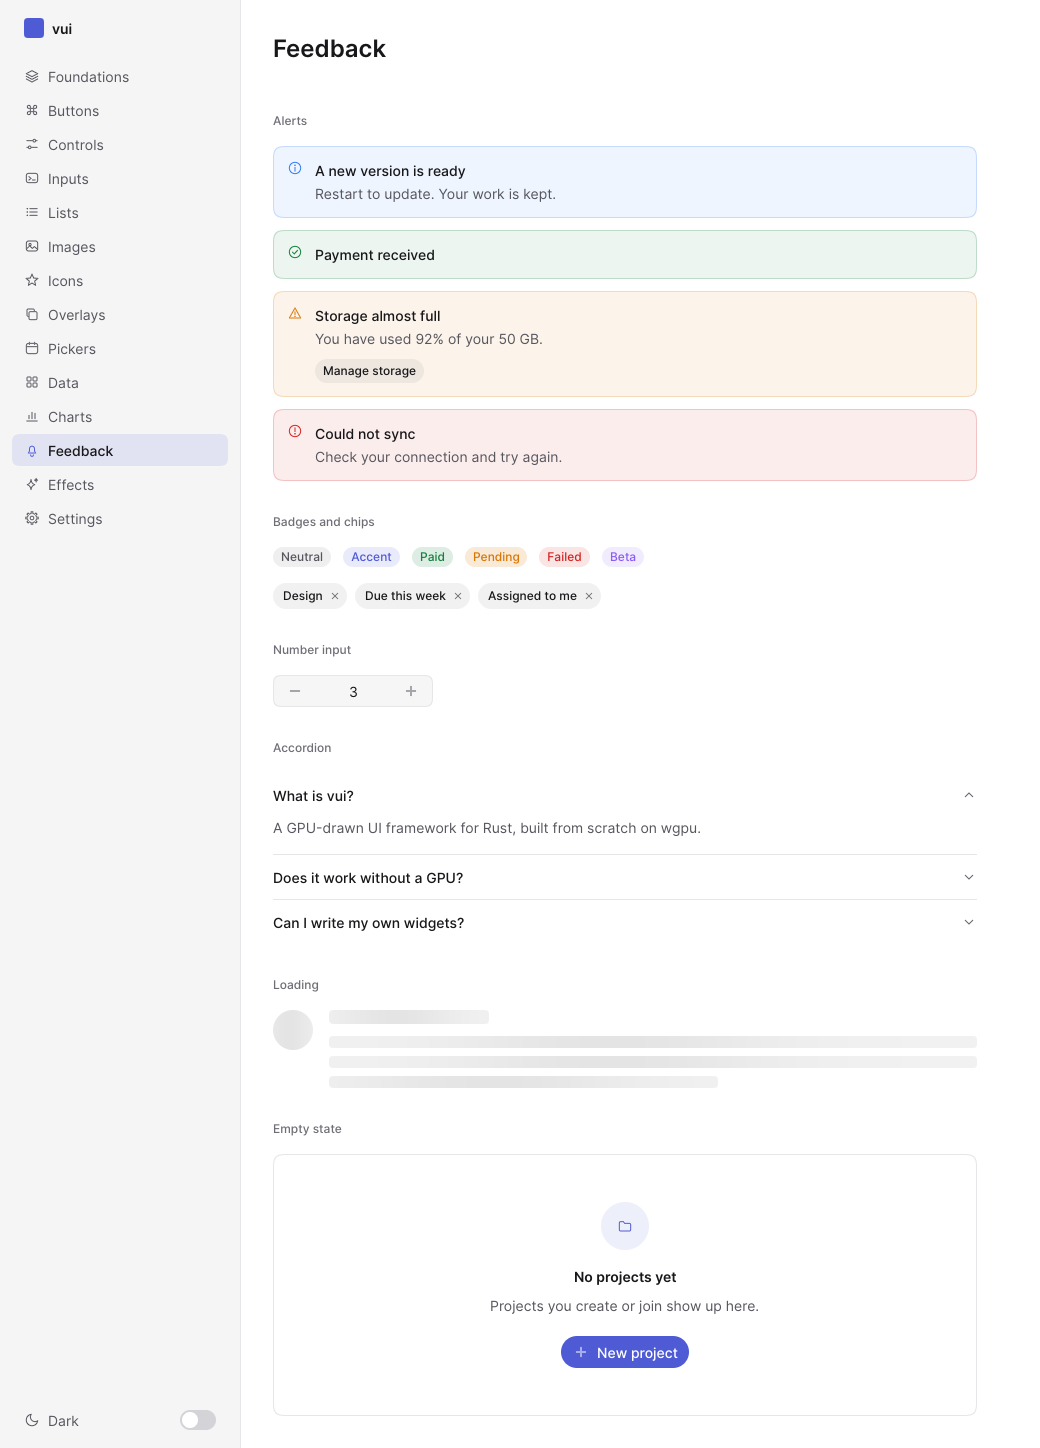 vui
Foundations
Buttons
Controls
Inputs
Lists
Images
Icons
Overlays
Pickers
Data
Charts
Feedback
Effects
Settings
Dark
Feedback
Alerts
A new version is ready
Restart to update. Your work is kept.
Payment received
Storage almost full
You have used 92% of your 50 GB.
Manage storage
Could not sync
Check your connection and try again.
Badges and chips
Neutral Accent Paid Pending Failed Beta
Design Due this week Assigned to me
Number input
3
Accordion
What is vui?
A GPU-drawn UI framework for Rust, built from scratch on wgpu.
Does it work without a GPU?
Can I write my own widgets?
Loading
Empty state
No projects yet
Projects you create or join show up here.
New project